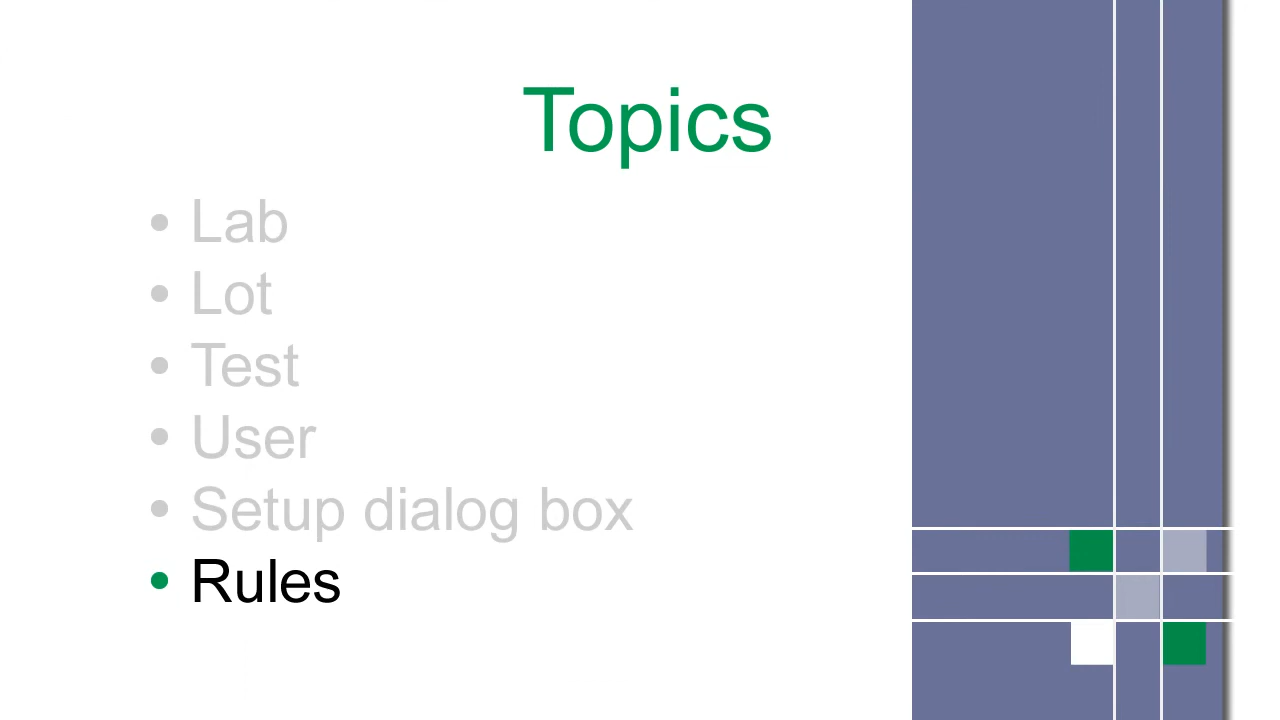 Topics
• Lab
• Lot
• Test
• User
• Setup dialog box
• Rules